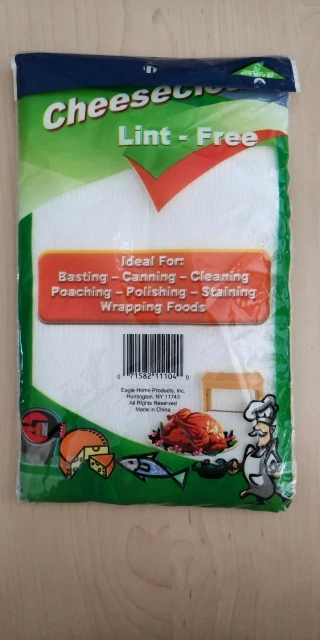 Lint - Free
Ideal For:
Basting – Canning – Cleaning
Poaching – Polishing – Staining
Wrapping Foods
0 71582 11104 0
Eagle Home Products, Inc.
Huntington, NY 11743
All Rights Reserved
Made in China